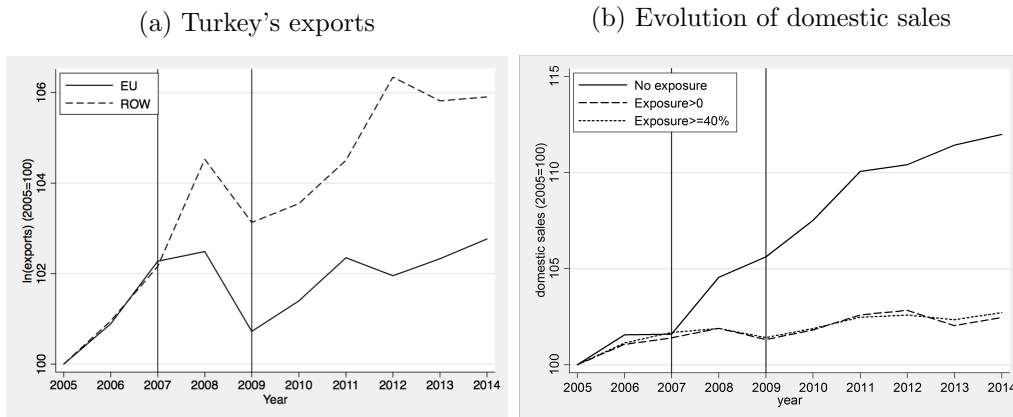 (a) Turkey's exports
EU
ROW
ln(exports) (2005=100)
106
104
102
100
2005 2006 2007 2008 2009 2010 2011 2012 2013 2014
Year
(b) Evolution of domestic sales
No exposure
Exposure>0
Exposure>=40%
domestic sales (2005=100)
115
110
105
100
2005 2006 2007 2008 2009 2010 2011 2012 2013 2014
year